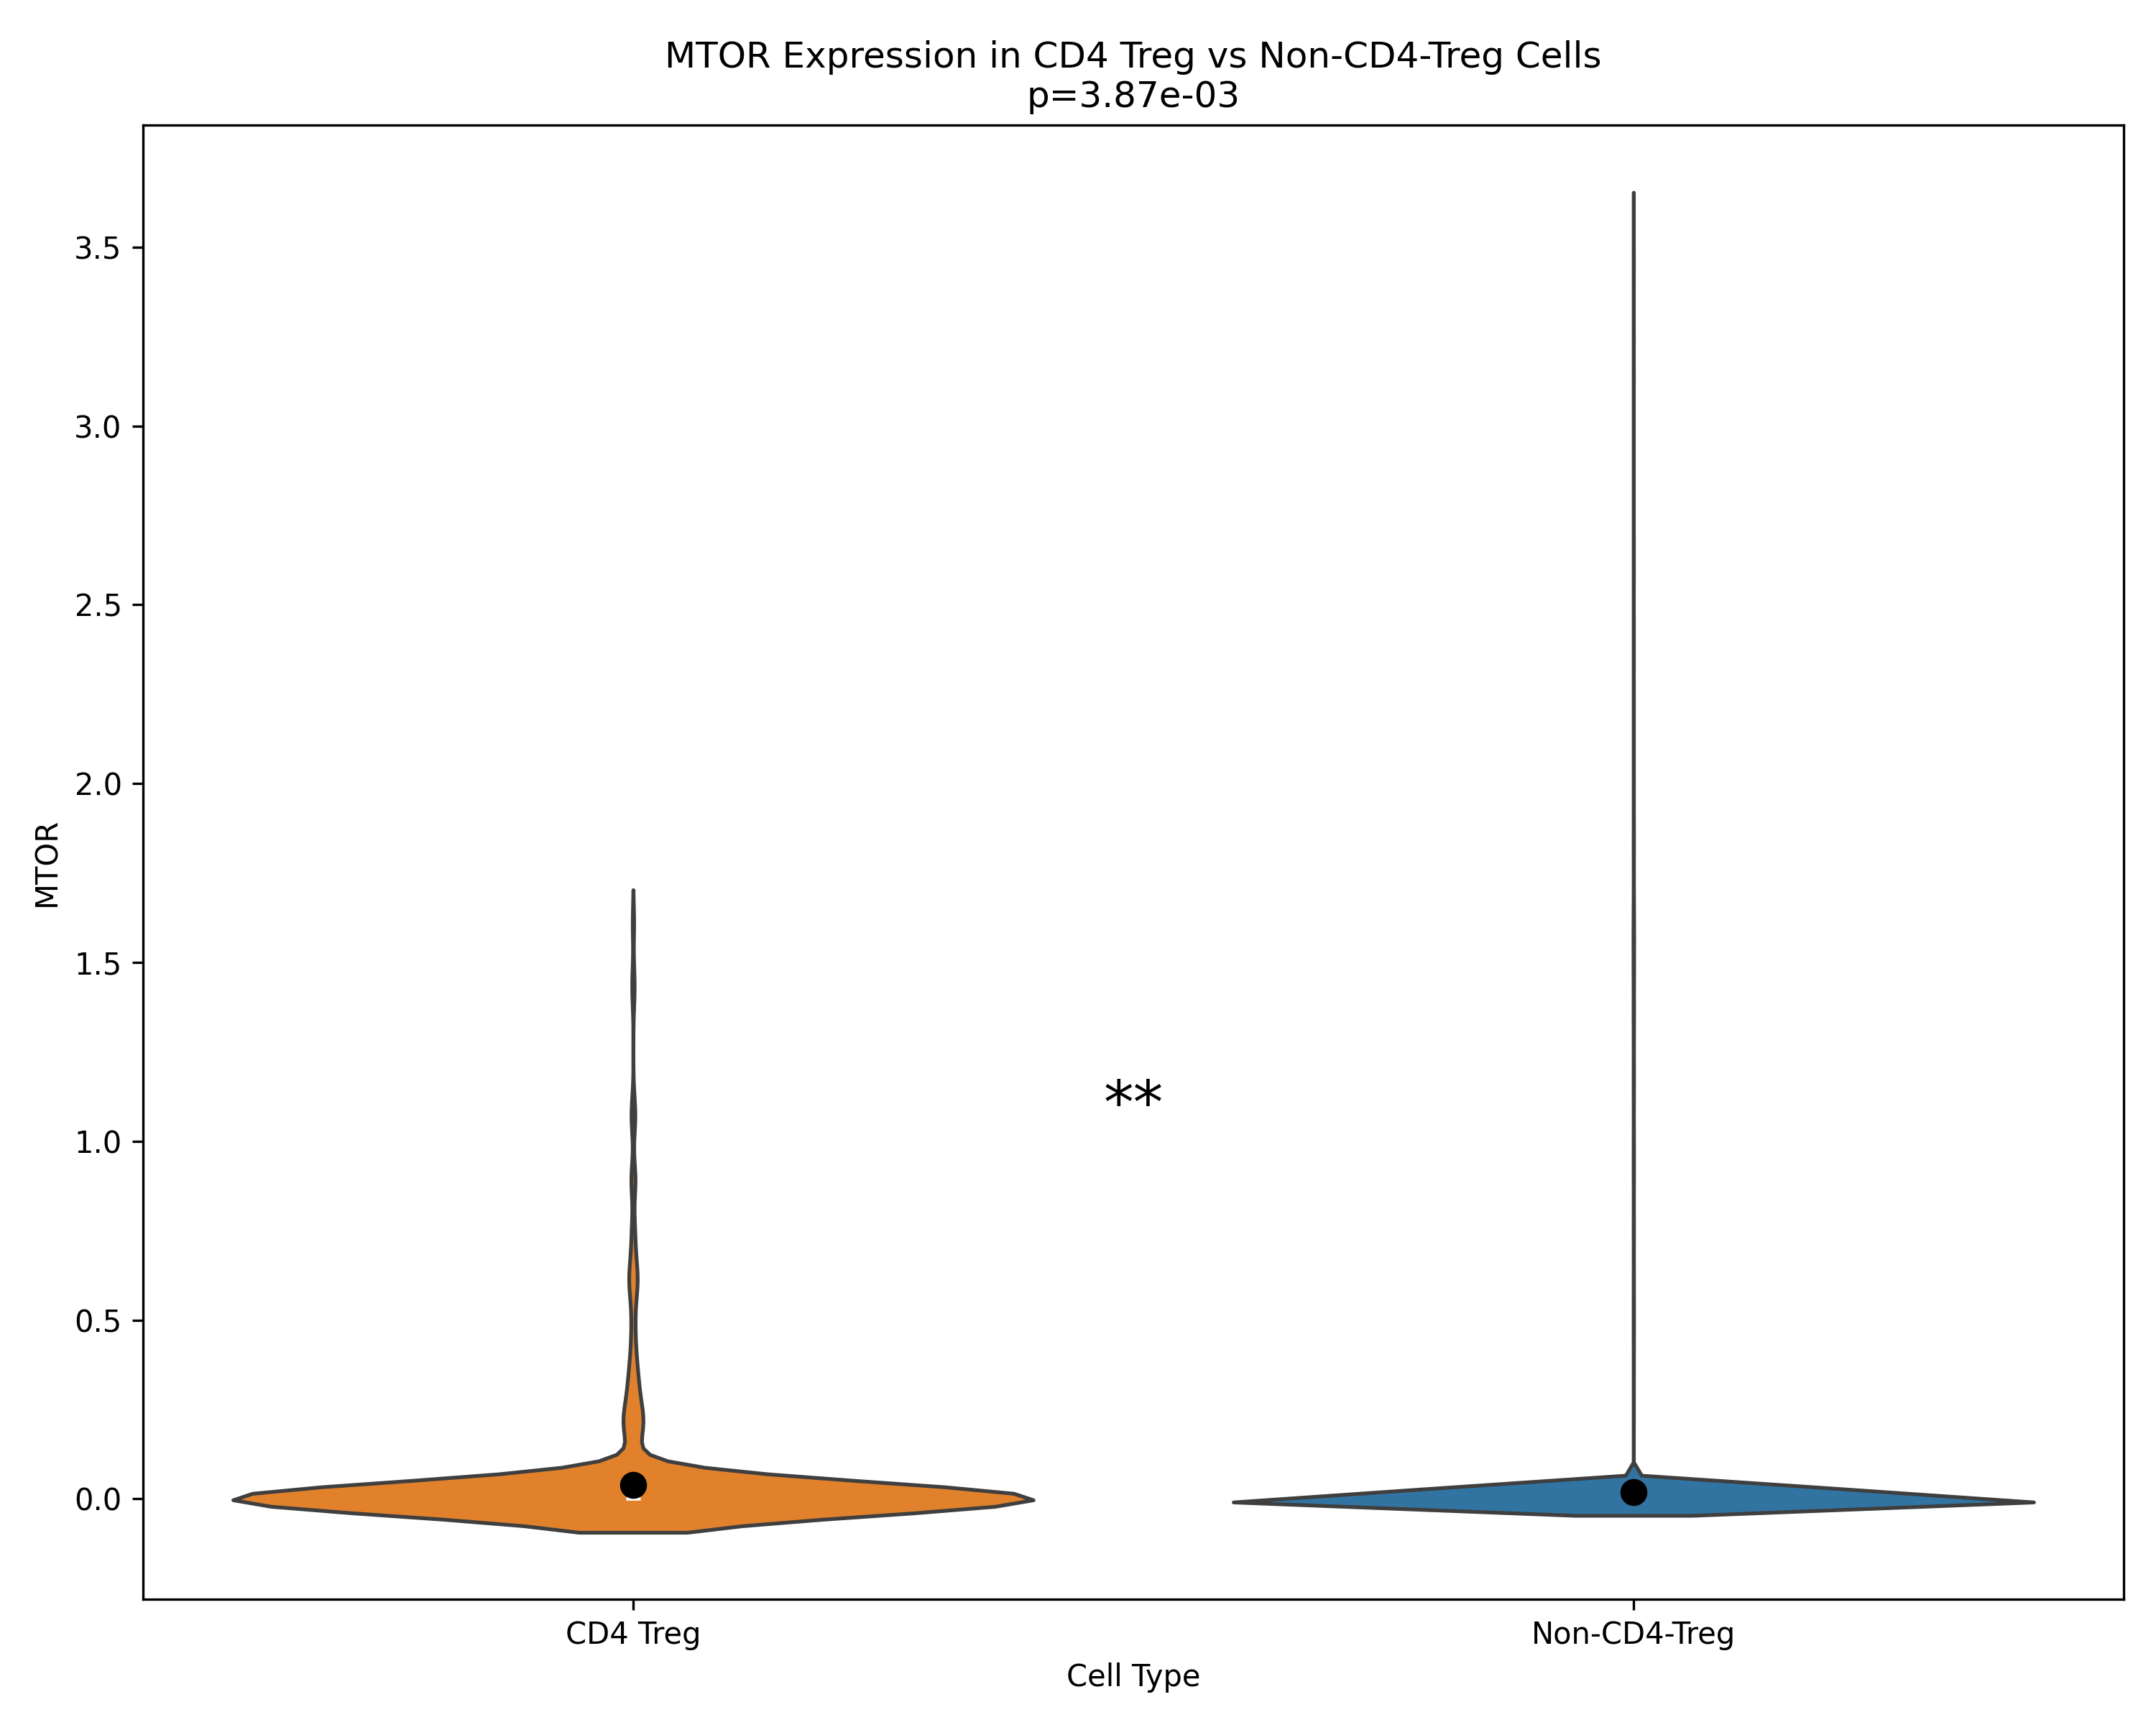 MTOR Expression in CD4 Treg vs Non-CD4-Treg Cells
p=3.87e-03
3.5
3.0
2.5
2.0
1.5
1.0
0.5
0.0
MTOR
**
CD4 Treg
Non-CD4-Treg
Cell Type